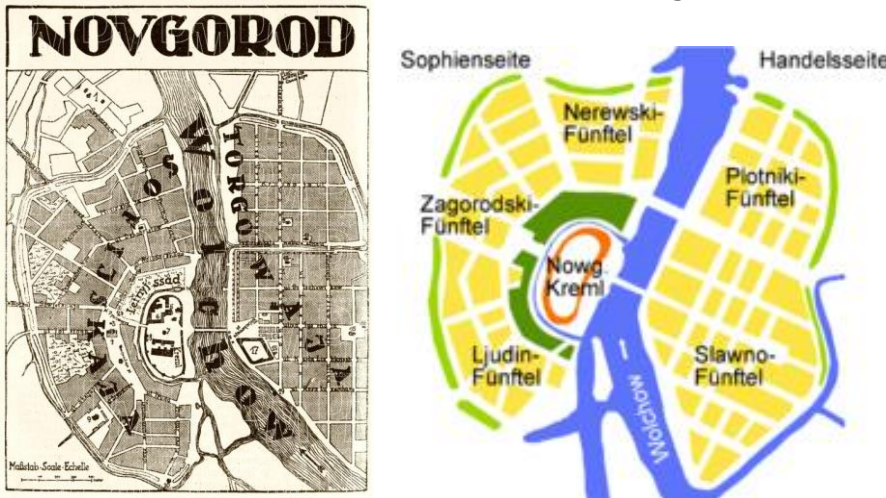 NOVGOROD
SOFIJSKAJA
WOLCHOW
TORGOWAJA
Maßstab-Scale-Echelle
Sophienseite
Handelsseite
Nerewski-
Fünftel
Plotniki-
Fünftel
Zagorodski-
Fünftel
Nowg.
Kreml
Ljudin-
Fünftel
Slawno-
Fünftel
Wolchow